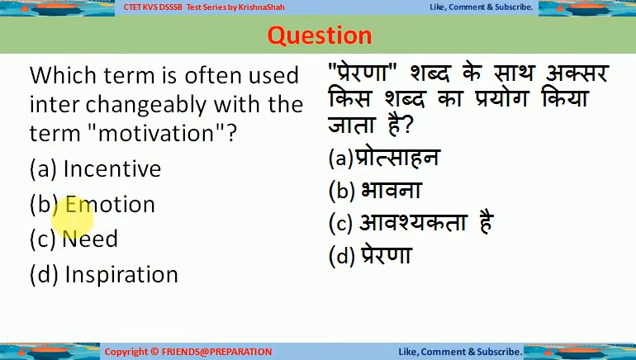 CTET KVS DSSSB Test Series by KrishnaShah
Like, Comment & Subscribe.
Question
Which term is often used
inter changeably with the
term "motivation"?
(a) Incentive
(b) Emotion
(c) Need
(d) Inspiration
"प्रेरणा" शब्द के साथ अक्सर
किस शब्द का प्रयोग किया
जाता है?
(a)प्रोत्साहन
(b) भावना
(c) आवश्यकता है
(d) प्रेरणा
Copyright © FRIENDS@PREPARATION
Like, Comment & Subscribe.